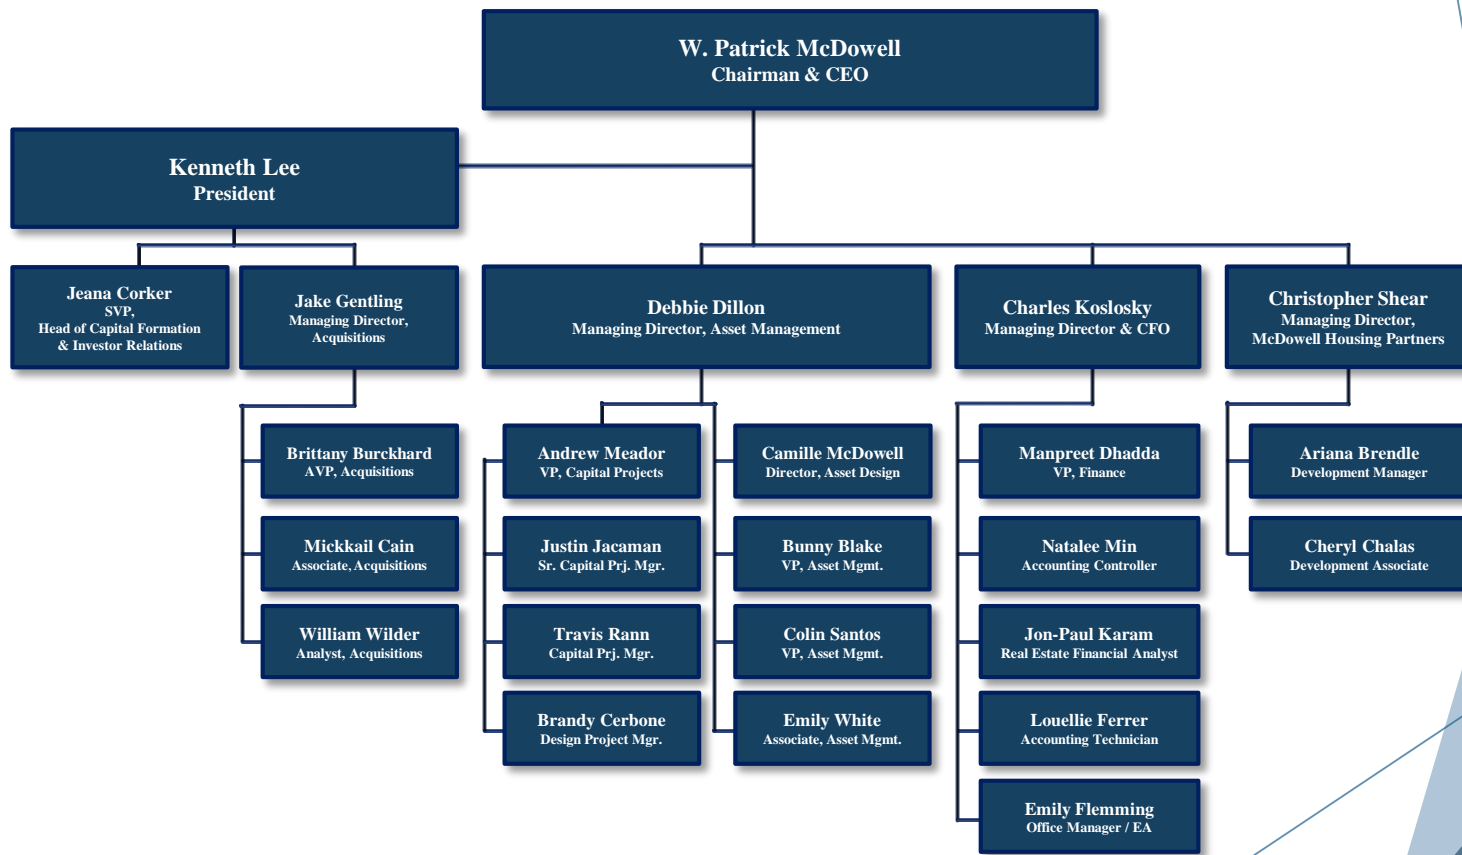 W. Patrick McDowell
Chairman & CEO
Kenneth Lee
President
Jeana Corker
SVP,
Head of Capital Formation
& Investor Relations
Jake Gentling
Managing Director,
Acquisitions
Debbie Dillon
Managing Director, Asset Management
Charles Koslosky
Managing Director & CFO
Christopher Shear
Managing Director,
McDowell Housing Partners
Brittany Burckhard
AVP, Acquisitions
Mickkail Cain
Associate, Acquisitions
William Wilder
Analyst, Acquisitions
Andrew Meador
VP, Capital Projects
Justin Jacaman
Sr. Capital Prj. Mgr.
Travis Rann
Capital Prj. Mgr.
Brandy Cerbone
Design Project Mgr.
Camille McDowell
Director, Asset Design
Bunny Blake
VP, Asset Mgmt.
Colin Santos
VP, Asset Mgmt.
Emily White
Associate, Asset Mgmt.
Manpreet Dhadda
VP, Finance
Natalee Min
Accounting Controller
Jon-Paul Karam
Real Estate Financial Analyst
Louellie Ferrer
Accounting Technician
Emily Flemming
Office Manager / EA
Ariana Brendle
Development Manager
Cheryl Chalas
Development Associate